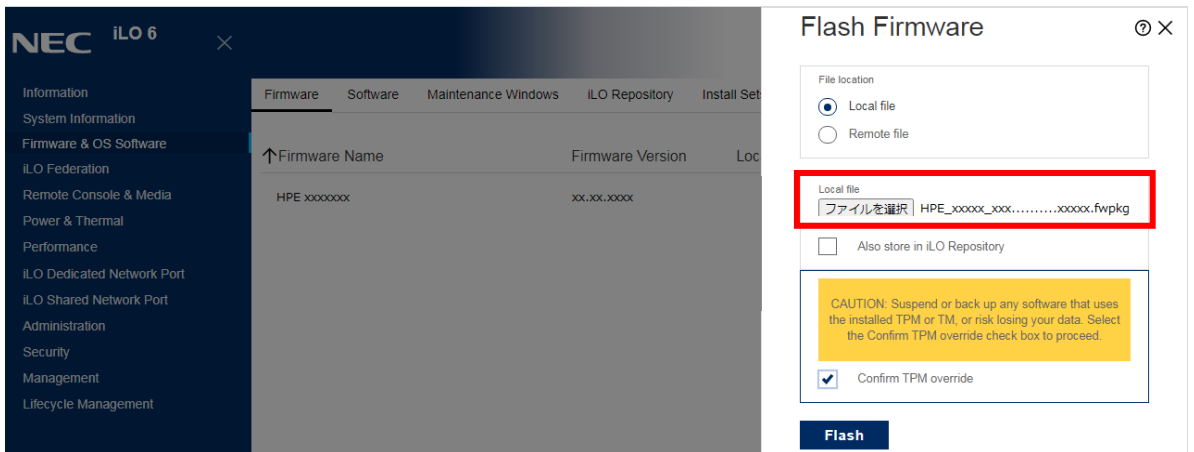 NEC iLO 6
Information
System Information
Firmware & OS Software
iLO Federation
Remote Console & Media
Power & Thermal
Performance
iLO Dedicated Network Port
iLO Shared Network Port
Administration
Security
Management
Lifecycle Management
Firmware Software Maintenance Windows iLO Repository Install Set
Firmware Name Firmware Version Loc
HPE xxxxxxx xx.xx.xxxx
Flash Firmware
File location
Local file
Remote file
Local file
ファイルを選択 HPE_xxxxx_xxx..........xxxxx.fwpkg
Also store in iLO Repository
CAUTION: Suspend or back up any software that uses
the installed TPM or TM, or risk losing your data. Select
the Confirm TPM override check box to proceed.
Confirm TPM override
Flash